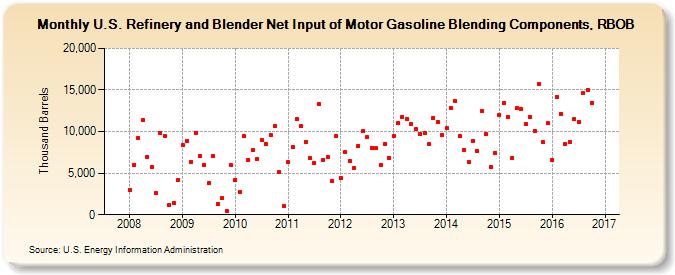 Monthly U.S. Refinery and Blender Net Input of Motor Gasoline Blending Components, RBOB
Thousand Barrels
20,000
15,000
10,000
5,000
0
2008 2009 2010 2011 2012 2013 2014 2015 2016 2017
Source: U.S. Energy Information Administration